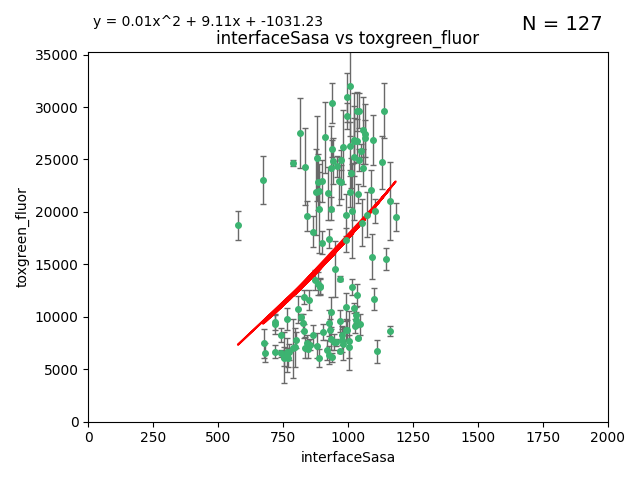 y = 0.01x^2 + 9.11x + -1031.23
N = 127
interfaceSasa vs toxgreen_fluor
35000
30000
25000
20000
15000
10000
5000
0
toxgreen_fluor
0 250 500 750 1000 1250 1500 1750 2000
interfaceSasa